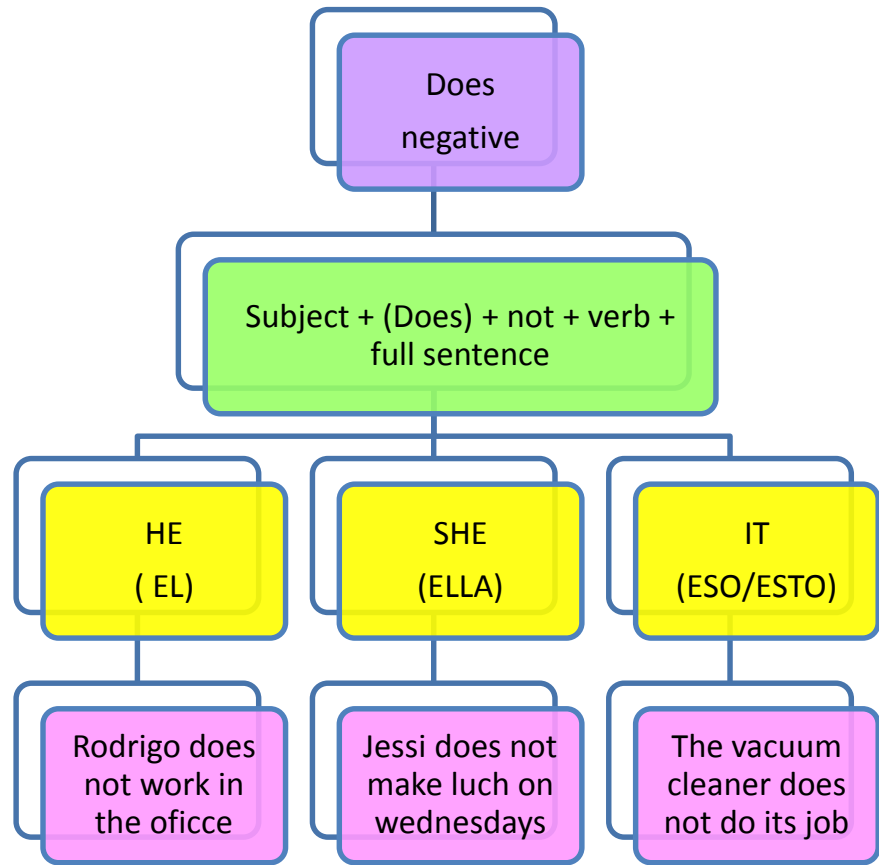 Does
negative
Subject + (Does) + not + verb +
full sentence
HE
( EL)
SHE
(ELLA)
IT
(ESO/ESTO)
Rodrigo does
not work in
the oficce
Jessi does not
make luch on
wednesdays
The vacuum
cleaner does
not do its job